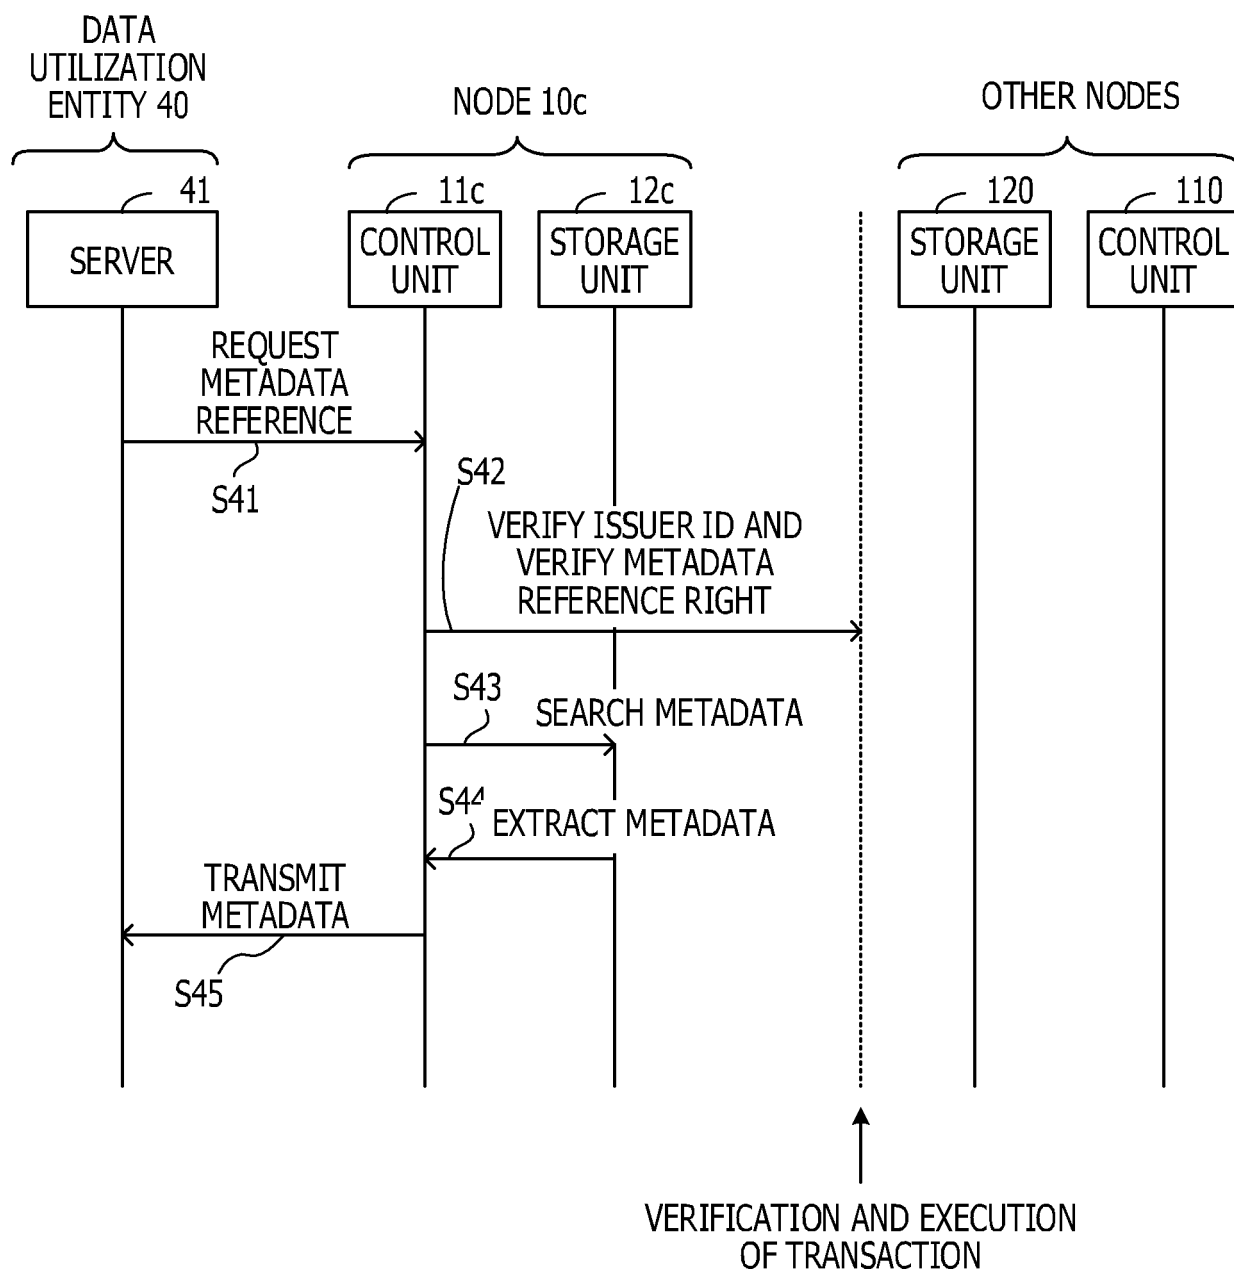 DATA
UTILIZATION
ENTITY 40
NODE 10c
OTHER NODES
41
11c
12c
120
110
SERVER
CONTROL
UNIT
STORAGE
UNIT
STORAGE
UNIT
CONTROL
UNIT
REQUEST
METADATA
REFERENCE
S41
S42
VERIFY ISSUER ID AND
VERIFY METADATA
REFERENCE RIGHT
S43
SEARCH METADATA
S44
EXTRACT METADATA
TRANSMIT
METADATA
S45
VERIFICATION AND EXECUTION
OF TRANSACTION